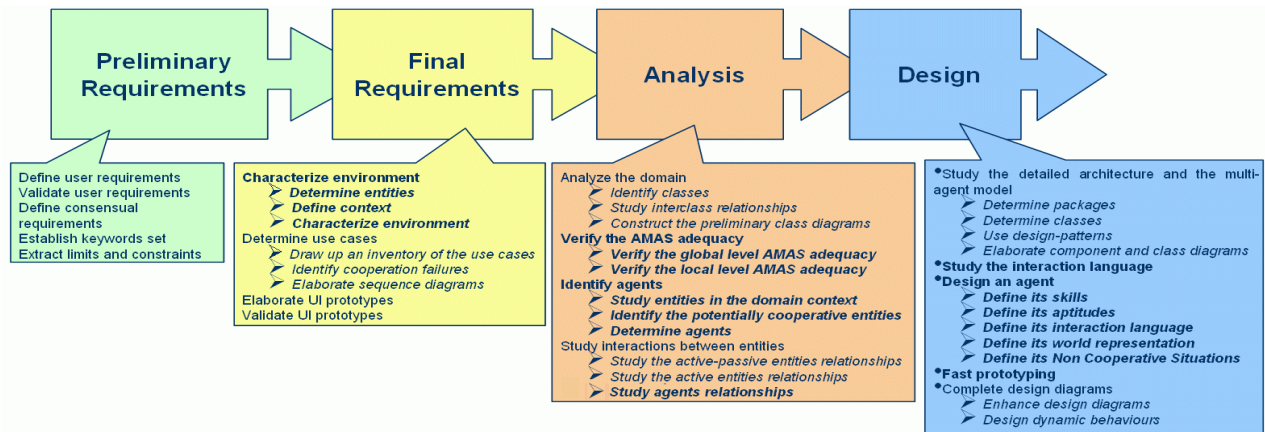 Preliminary
Requirements
Final
Requirements
Analysis
Design
Define user requirements
Validate user requirements
Define consensual
requirements
Establish keywords set
Extract limits and constraints
Characterize environment
Determine entities
Define context
Characterize environment
Determine use cases
Draw up an inventory of the use cases
Identify cooperation failures
Elaborate sequence diagrams
Elaborate UI prototypes
Validate UI prototypes
Analyze the domain
Identify classes
Study interclass relationships
Construct the preliminary class diagrams
Verify the AMAS adequacy
Verify the global level AMAS adequacy
Verify the local level AMAS adequacy
Identify agents
Study entities in the domain context
Identify the potentially cooperative entities
Determine agents
Study interactions between entities
Study the active-passive entities relationships
Study the active entities relationships
Study agents relationships
•Study the detailed architecture and the multi-
agent model
Determine packages
Determine classes
Use design-patterns
Elaborate component and class diagrams
•Study the interaction language
•Design an agent
Define its skills
Define its aptitudes
Define its interaction language
Define its world representation
Define its Non Cooperative Situations
•Fast prototyping
•Complete design diagrams
Enhance design diagrams
Design dynamic behaviours